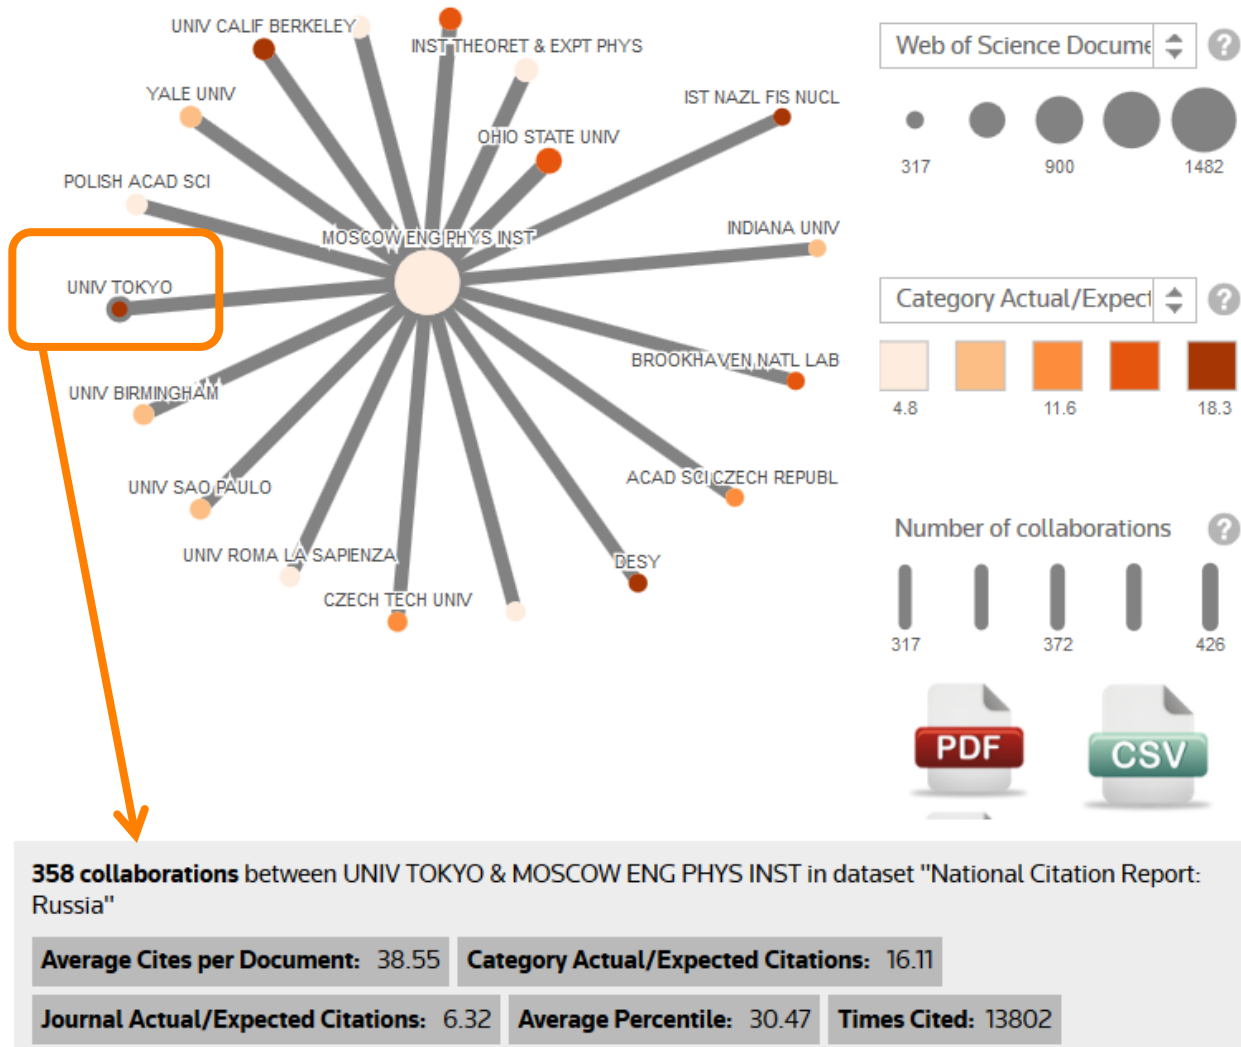 UNIV CALIF BERKELEY
INST THEORET & EXPT PHYS
YALE UNIV
IST NAZL FIS NUCL
OHIO STATE UNIV
POLISH ACAD SCI
INDIANA UNIV
MOSCOW ENG PHYS INST
UNIV TOKYO
BROOKHAVEN NATL LAB
UNIV BIRMINGHAM
ACAD SCI CZECH REPUBL
UNIV SAO PAULO
UNIV ROMA LA SAPIENZA
DESY
CZECH TECH UNIV
Web of Science Docume
?
317 900 1482
Category Actual/Expect
?
4.8 11.6 18.3
Number of collaborations
?
317 372 426
PDF CSV
358 collaborations between UNIV TOKYO & MOSCOW ENG PHYS INST in dataset "National Citation Report:
Russia"
Average Cites per Document: 38.55 Category Actual/Expected Citations: 16.11
Journal Actual/Expected Citations: 6.32 Average Percentile: 30.47 Times Cited: 13802